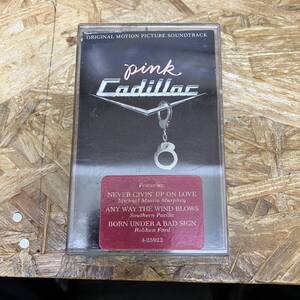 ORIGINAL MOTION PICTURE SOUNDTRACK
pink
Cadillac
Featuring
NEVER GIVIN' UP ON LOVE
Michael Martin Murphey
ANY WAY THE WIND BLOWS
Southern Pacific
BORN UNDER A BAD SIGN
Robben Ford
4-25922